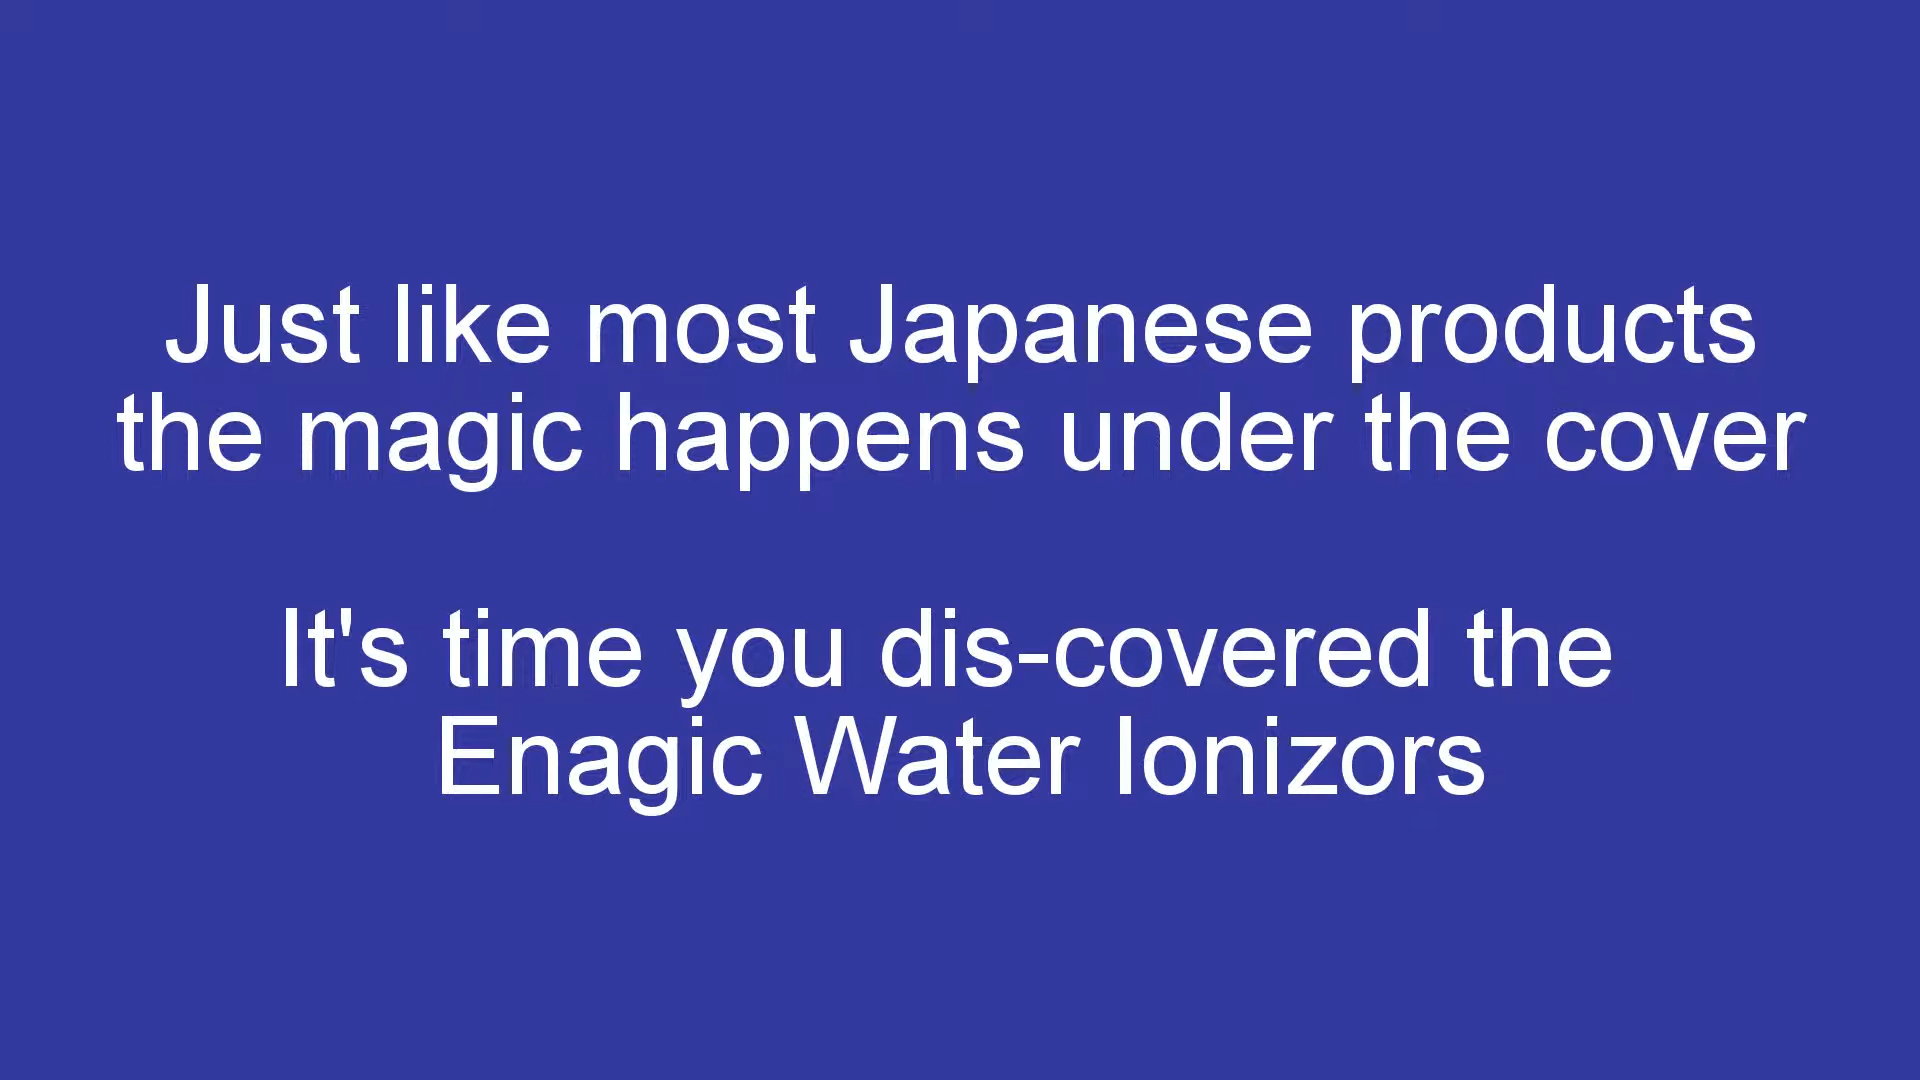 Just like most Japanese products
the magic happens under the cover
It's time you dis-covered the
Enagic Water Ionizors